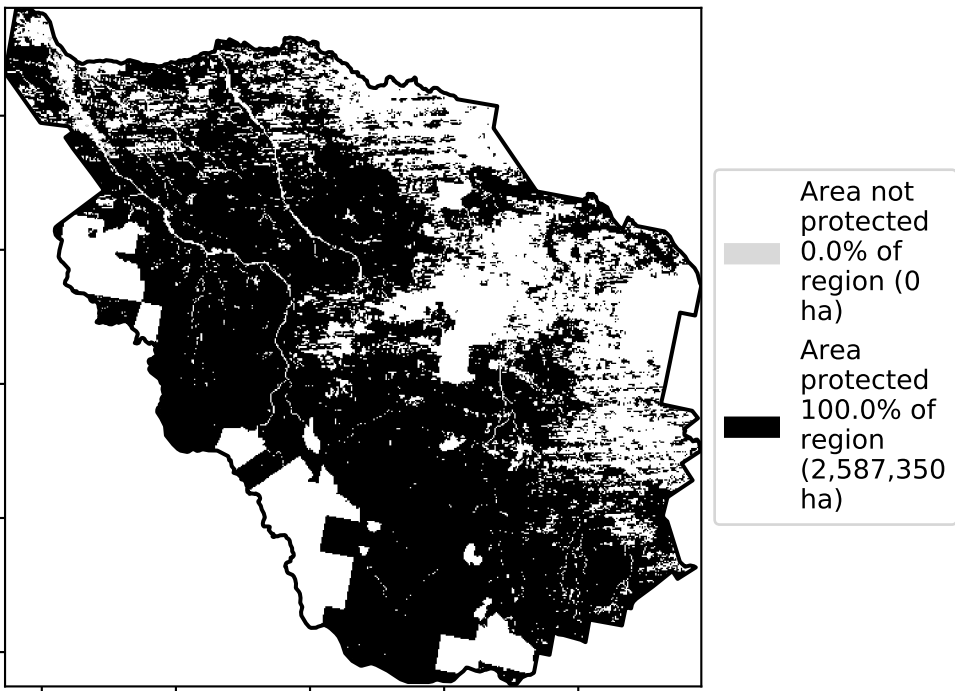 Area not
protected
0.0% of
region (0
ha)
Area
protected
100.0% of
region
(2,587,350
ha)